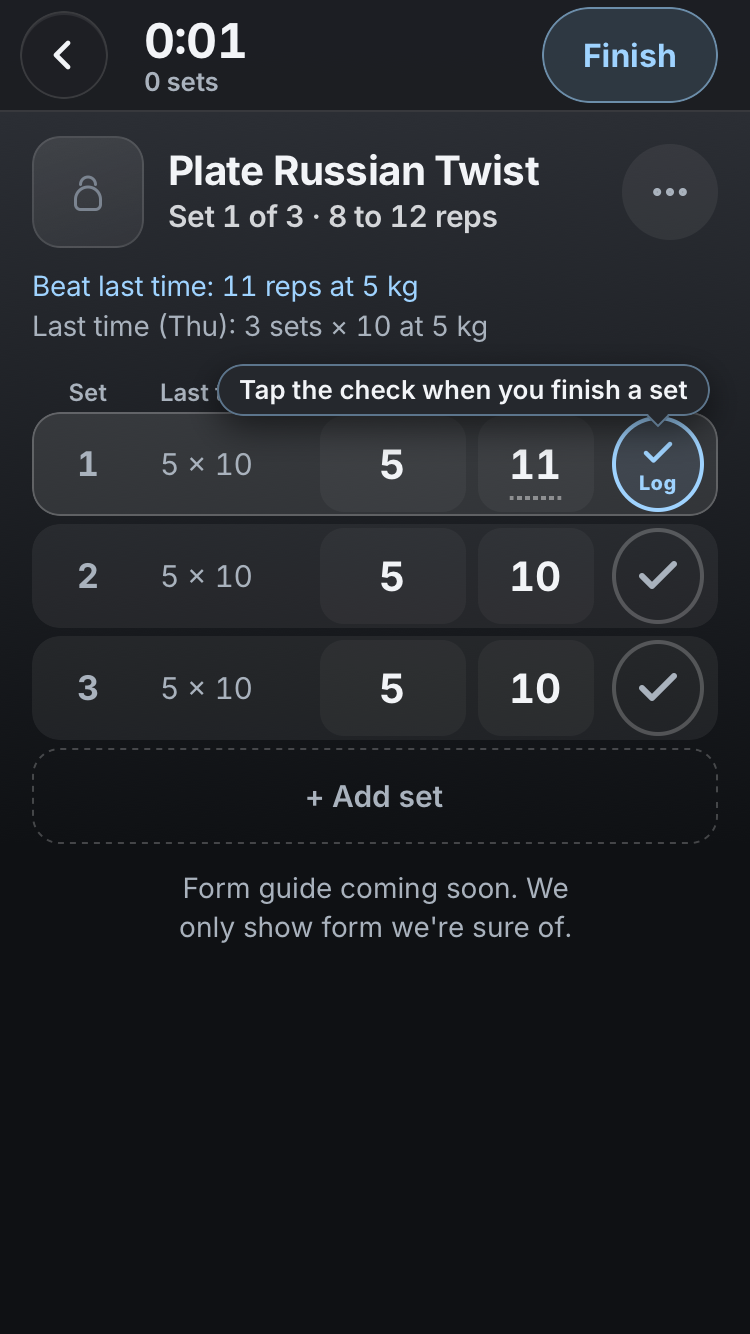 0:01
0 sets
Finish
Plate Russian Twist
Set 1 of 3 · 8 to 12 reps
Beat last time: 11 reps at 5 kg
Last time (Thu): 3 sets × 10 at 5 kg
Set Last
Tap the check when you finish a set
1 5 × 10 5 11 Log
2 5 × 10 5 10
3 5 × 10 5 10
+ Add set
Form guide coming soon. We
only show form we're sure of.